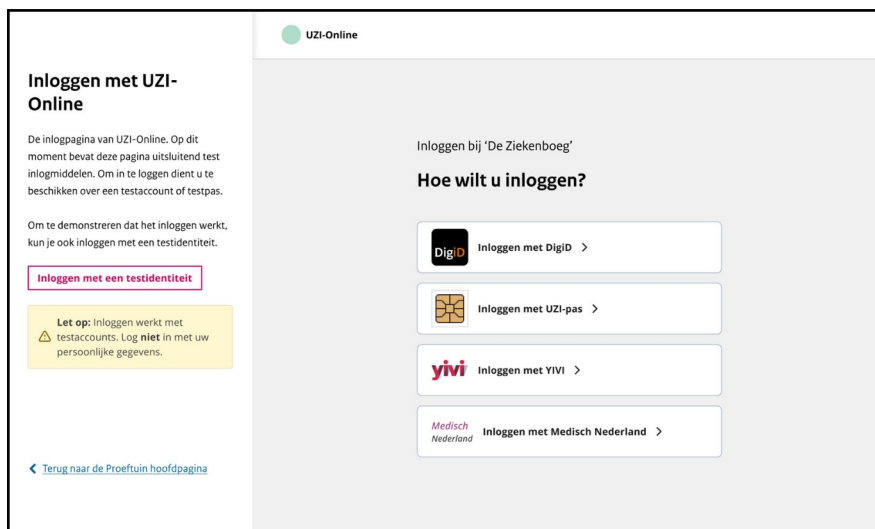 UZI-Online
Inloggen met UZI-
Online
De inlogpagina van UZI-Online. Op dit
moment bevat deze pagina uitsluitend test
inlogmiddelen. Om in te loggen dient u te
beschikken over een testaccount of testpas.
Om te demonstreren dat het inloggen werkt,
kun je ook inloggen met een testidentiteit.
Inloggen met een testidentiteit
Let op: Inloggen werkt met
testaccounts. Log niet in met uw
persoonlijke gegevens.
Terug naar de Proeftuin hoofdpagina
Inloggen bij ‘De Ziekenboeg’
Hoe wilt u inloggen?
DigiD Inloggen met DigiD
Inloggen met UZI-pas
yivi Inloggen met YIVI
Medisch
Nederland Inloggen met Medisch Nederland